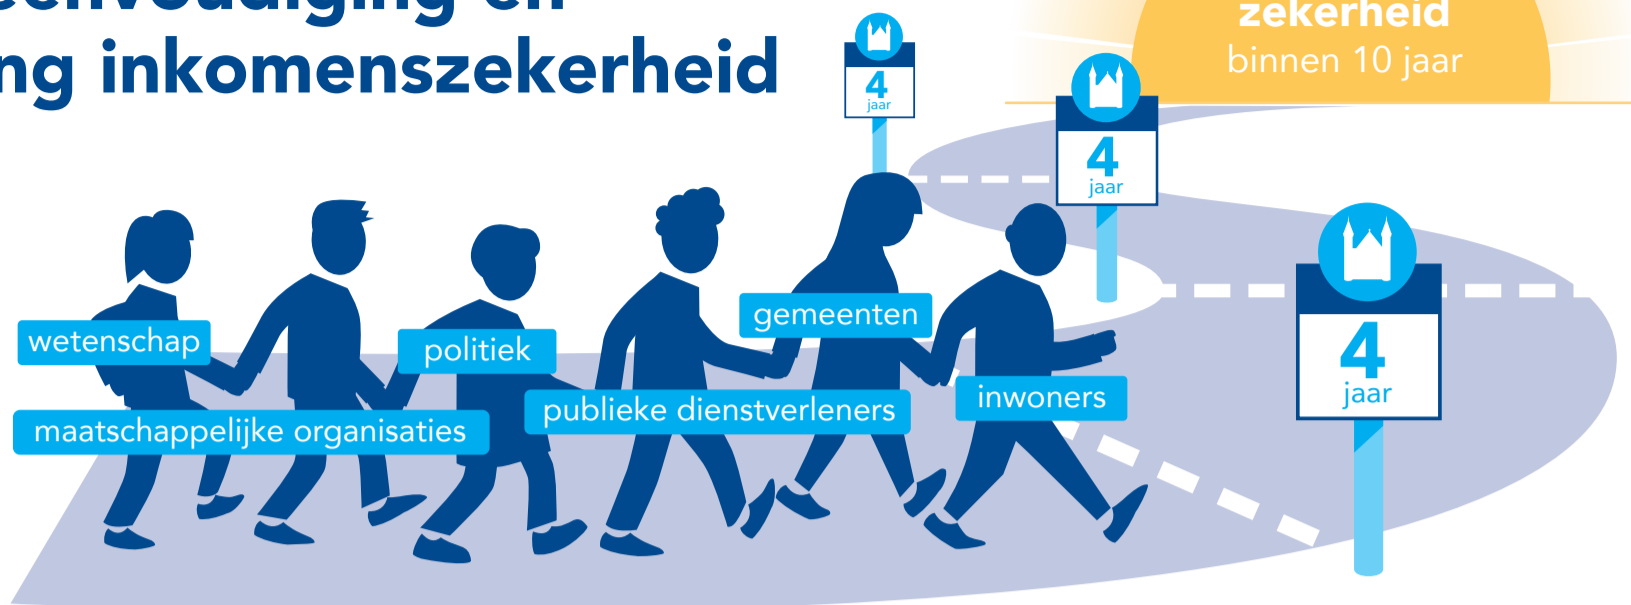 ng inkomenszekerheid
zekerheid
binnen 10 jaar
4
jaar
4
jaar
4
jaar
wetenschap
maatschappelijke organisaties
politiek
publieke dienstverleners
gemeenten
inwoners